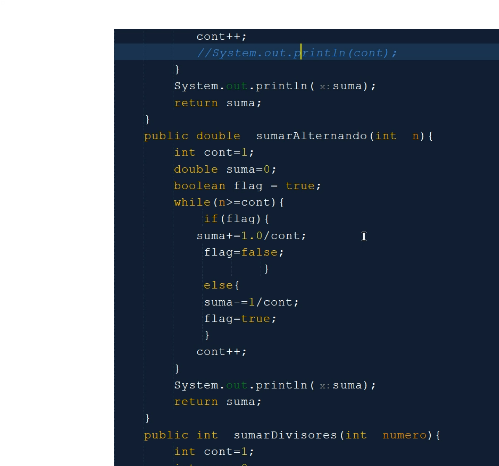 cont++;
//System.out.println(cont);
}
System.out.println( x: suma);
return suma;
}
public double sumarAlternando(int n){
int cont=1;
double suma=0;
boolean flag = true;
while(n>=cont){
if(flag){
suma+=1.0/cont;
flag=false;
}
else{
suma-=1/cont;
flag=true;
}
cont++;
}
System.out.println( x: suma);
return suma;
}
public int sumarDivisores(int numero){
int cont=1;